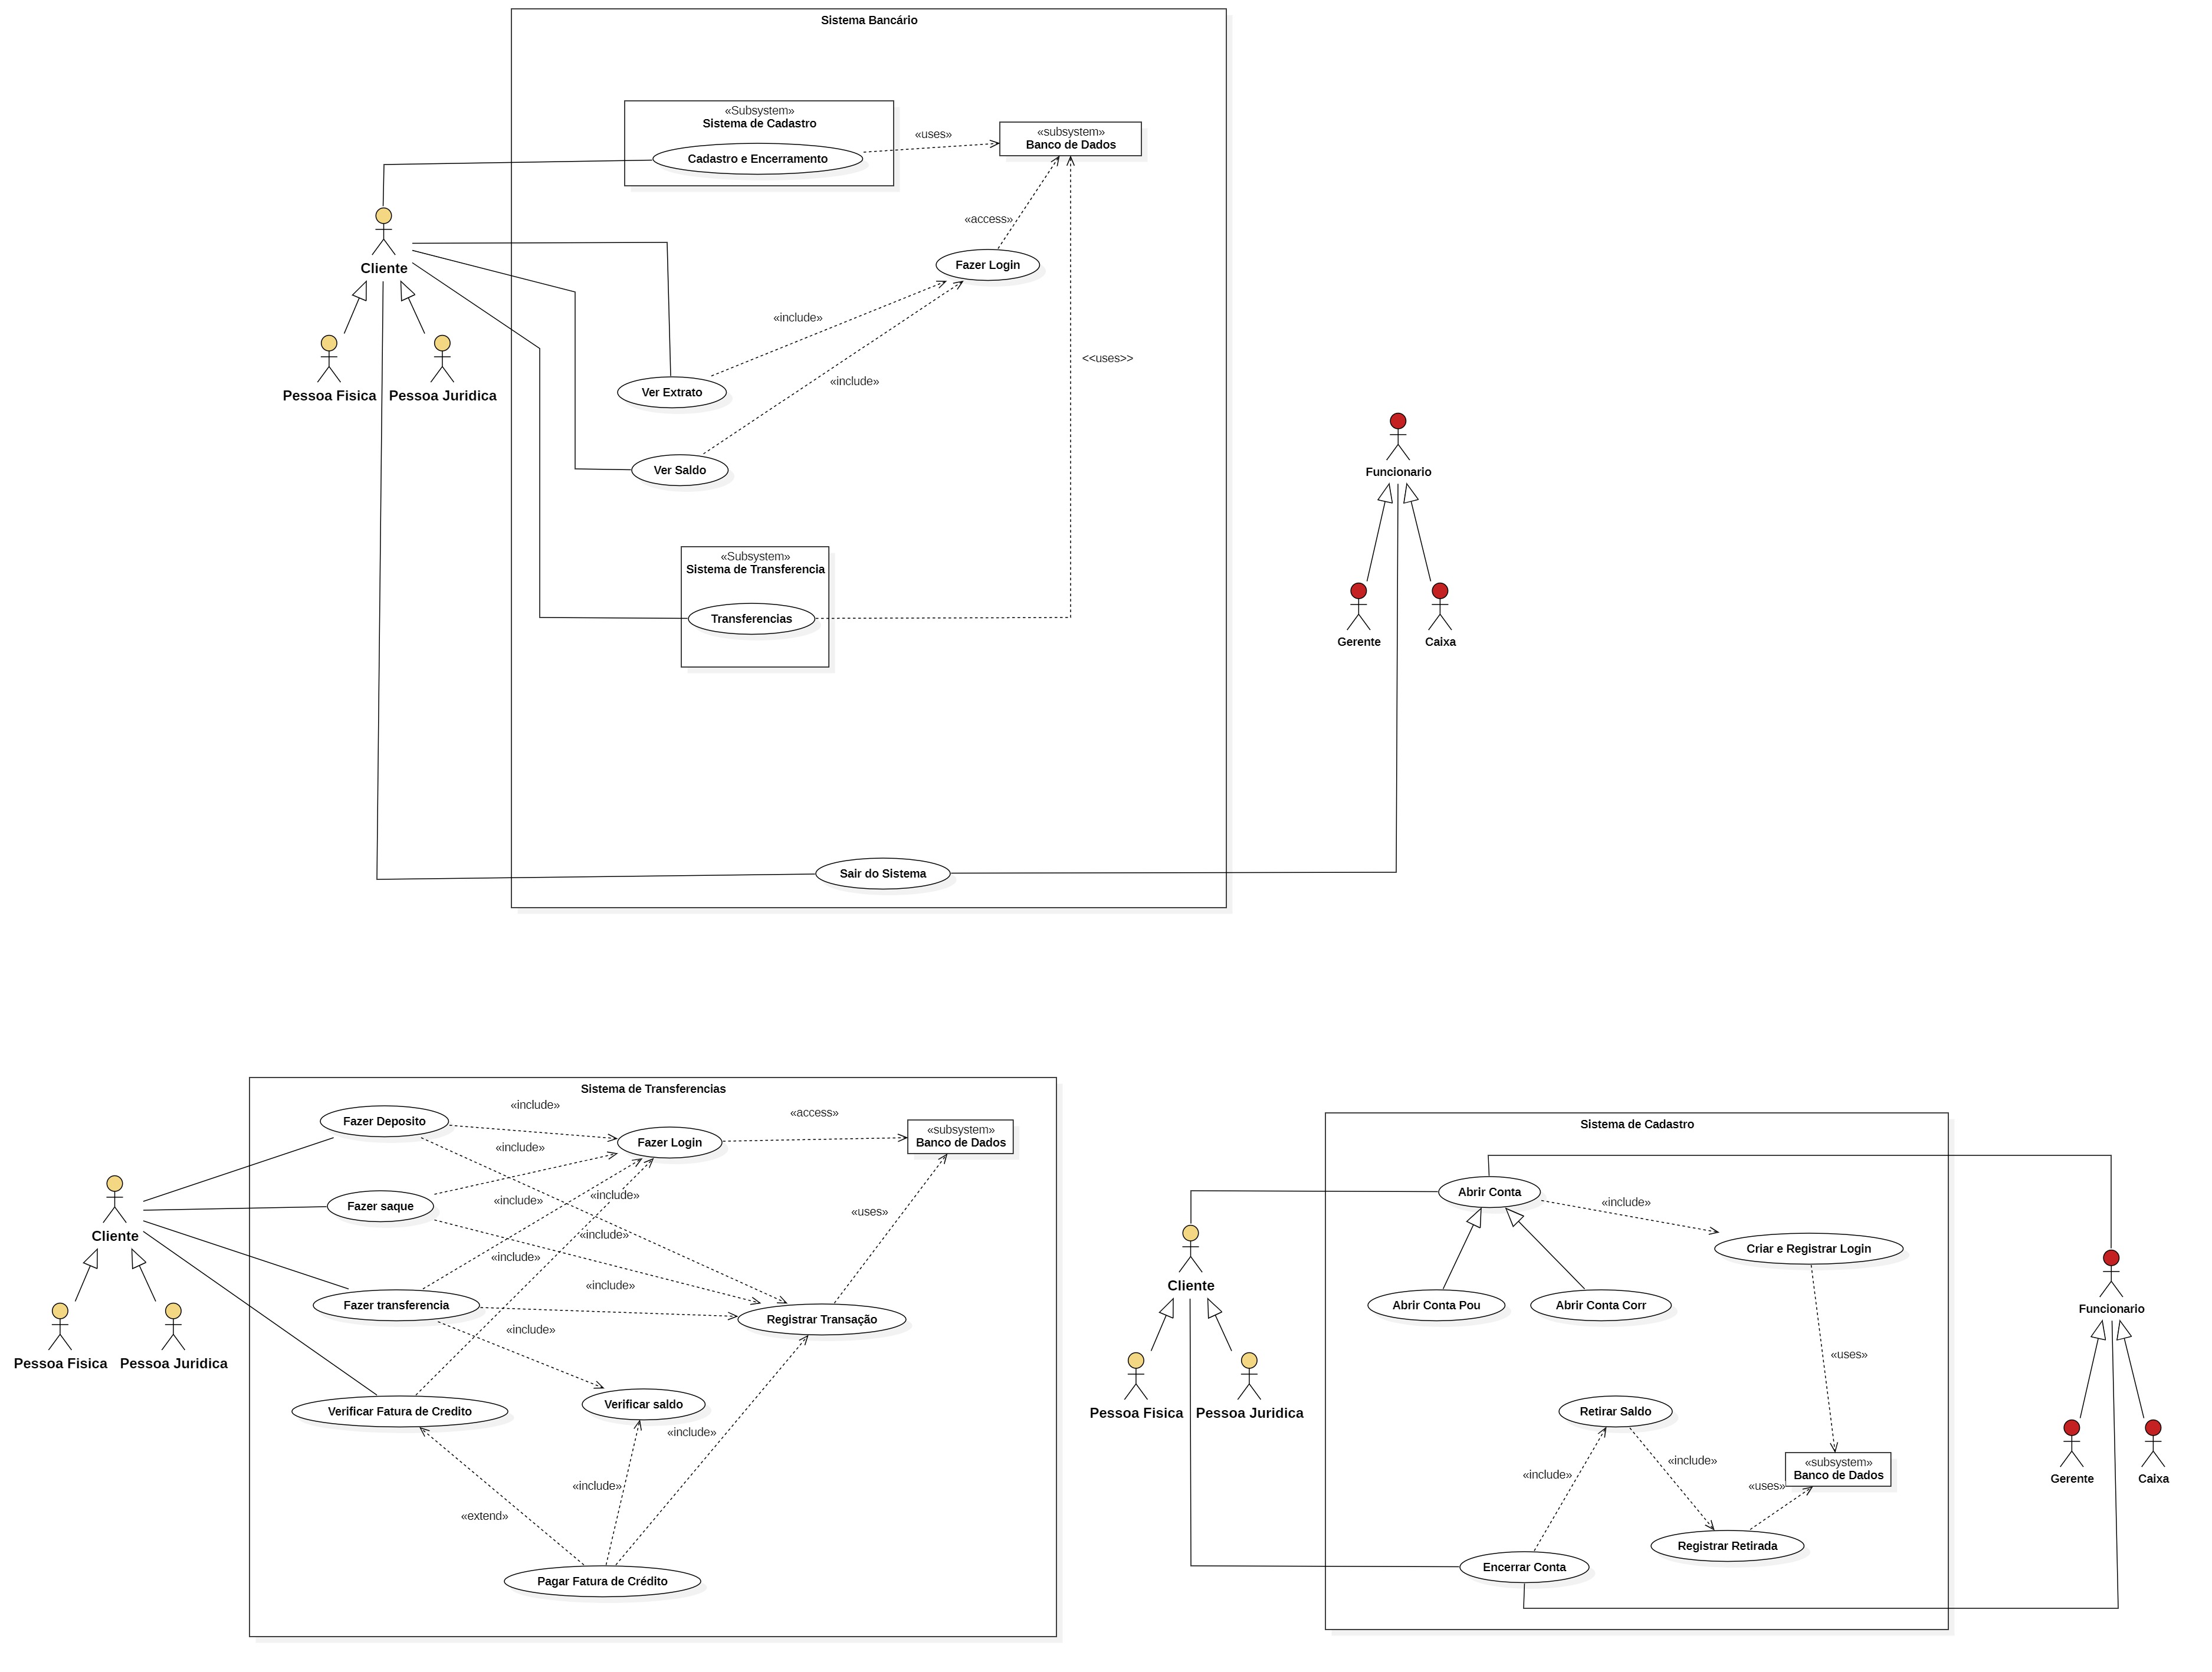 Sistema Bancário
«Subsystem»
Sistema de Cadastro
Cadastro e Encerramento
«uses»
«subsystem»
Banco de Dados
«access»
Fazer Login
Cliente
Pessoa Fisica
Pessoa Juridica
«include»
«include»
<<uses>>
Ver Extrato
Ver Saldo
«Subsystem»
Sistema de Transferencia
Transferencias
Funcionario
Gerente
Caixa
Sair do Sistema
Sistema de Transferencias
Fazer Deposito
«include»
Fazer Login
«access»
«subsystem»
Banco de Dados
«include»
Fazer saque
«include»
«include»
«uses»
Cliente
«include»
«include»
«include»
Fazer transferencia
Registrar Transação
«include»
Pessoa Fisica
Pessoa Juridica
Verificar Fatura de Credito
Verificar saldo
«include»
«include»
«extend»
Pagar Fatura de Crédito
Sistema de Cadastro
Abrir Conta
«include»
Criar e Registrar Login
Cliente
Abrir Conta Pou
Abrir Conta Corr
Funcionario
«uses»
Pessoa Fisica
Pessoa Juridica
Retirar Saldo
«include»
«include»
«subsystem»
Banco de Dados
«uses»
Registrar Retirada
Encerrar Conta
Gerente
Caixa